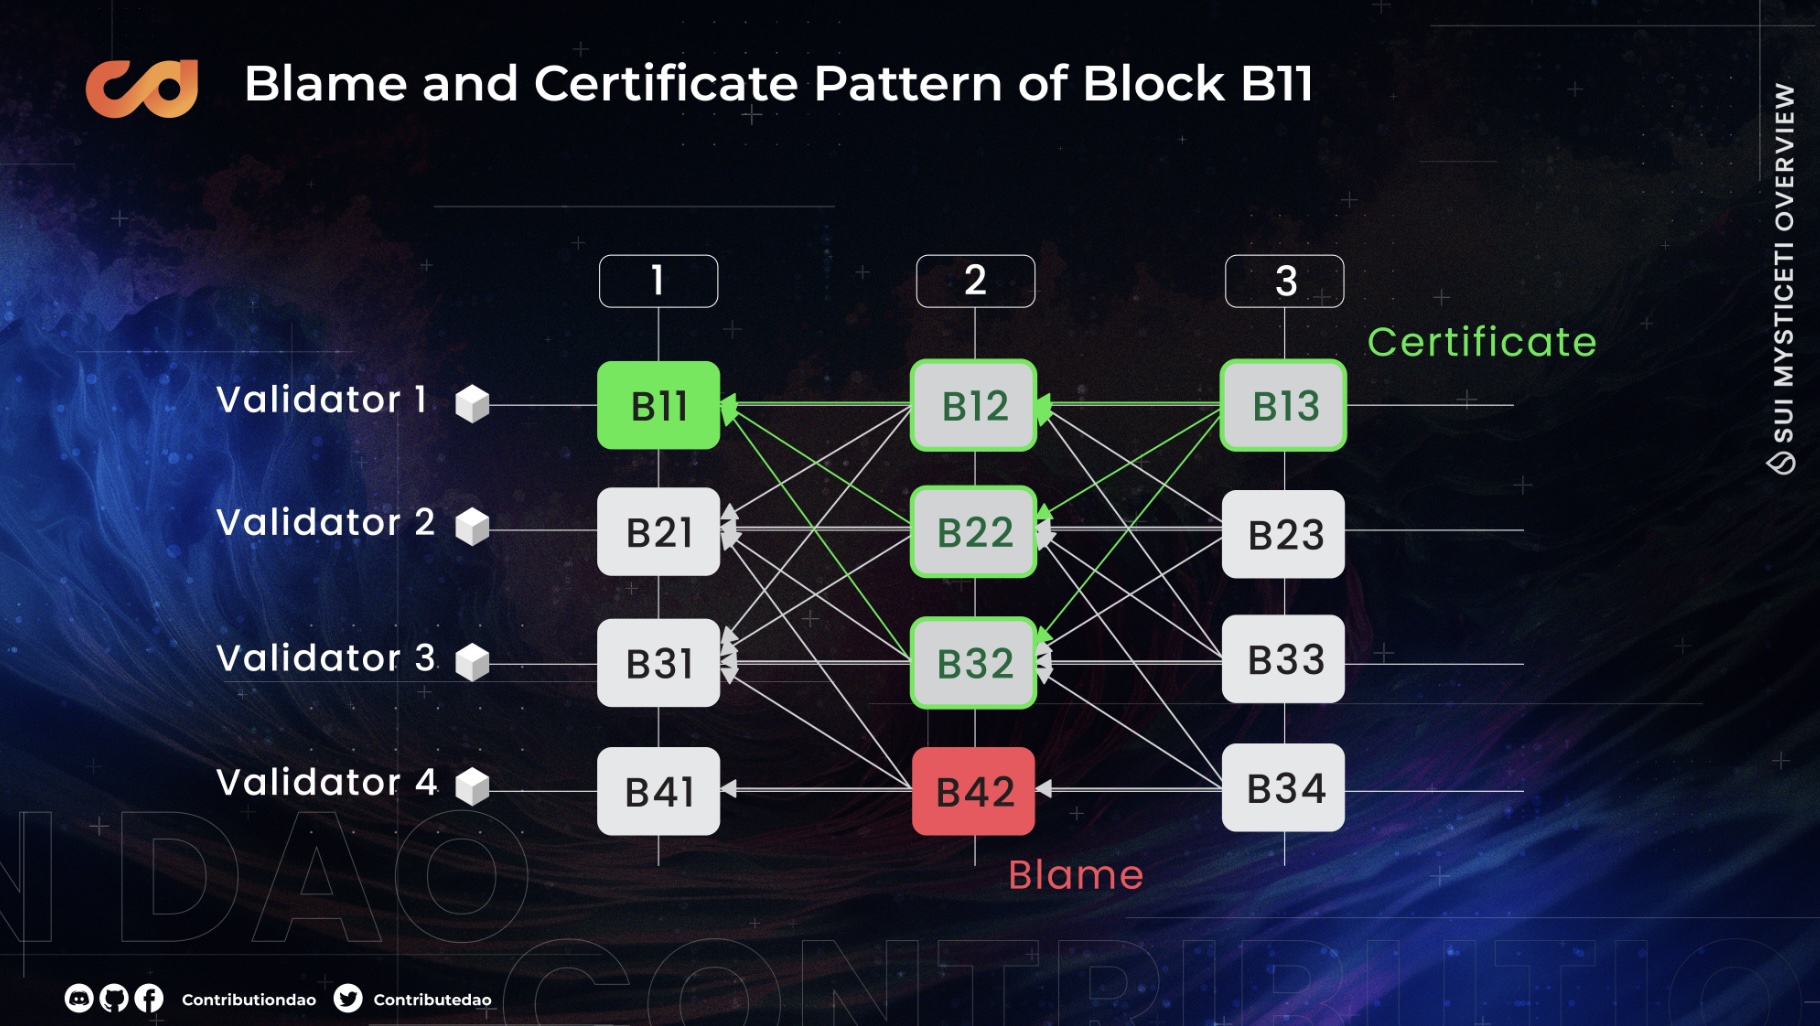 Blame and Certificate Pattern of Block B11
SUI MYSTICETI OVERVIEW
1
2
3
Certificate
Validator 1
B11
B12
B13
Validator 2
B21
B22
B23
Validator 3
B31
B32
B33
Validator 4
B41
B42
B34
Blame
N DAO
CONTRIBUTIO
Contributiondao
Contributedao